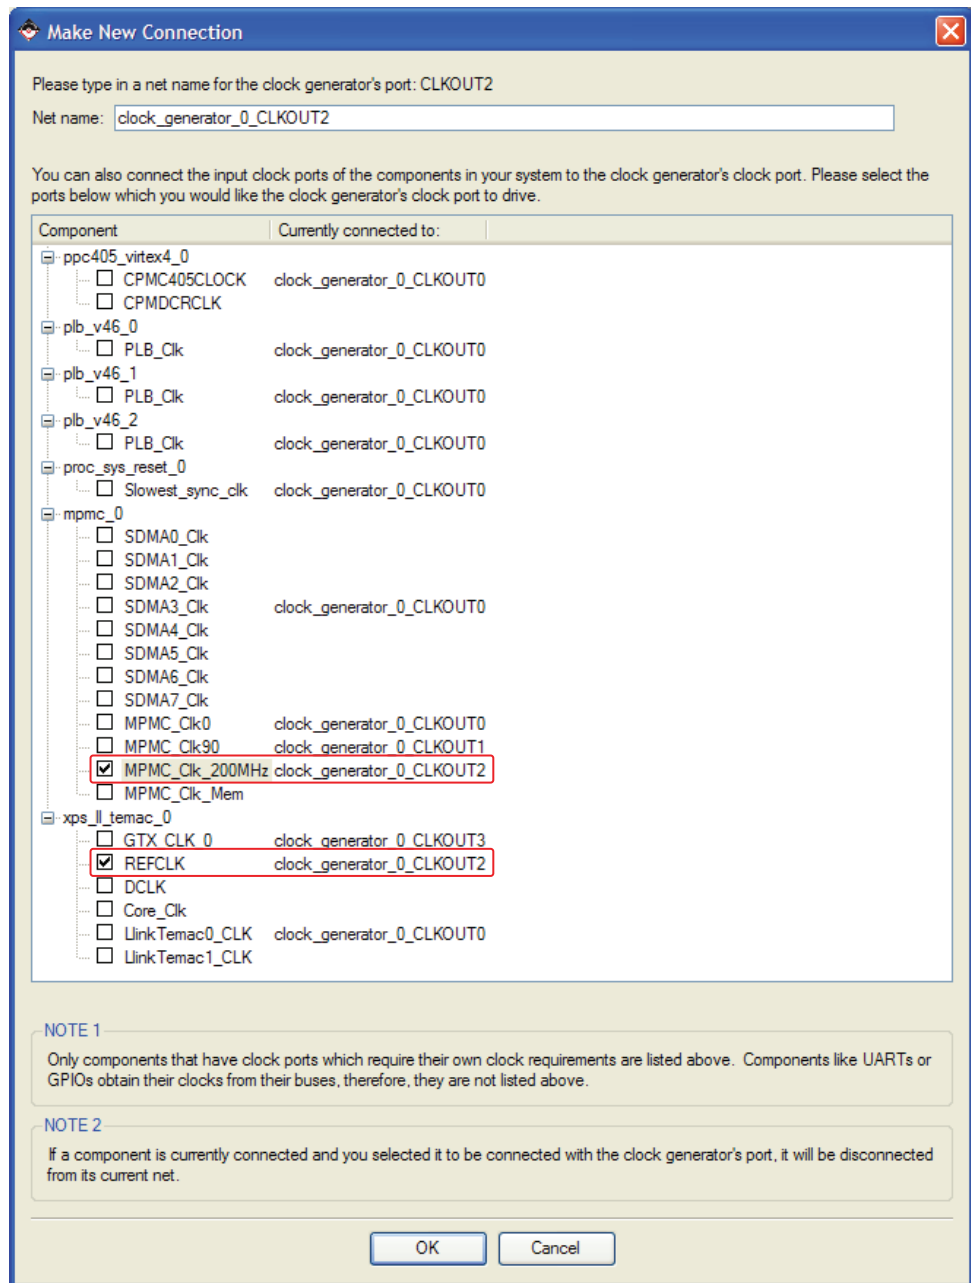 Make New Connection
Please type in a net name for the clock generator's port: CLKOUT2
Net name: clock_generator_0_CLKOUT2
You can also connect the input clock ports of the components in your system to the clock generator's clock port. Please select the
ports below which you would like the clock generator's clock port to drive.
Component Currently connected to:
ppc405_virtex4_0
CPMC405CLOCK clock_generator_0_CLKOUT0
CPMDCRCLK
plb_v46_0
PLB_Clk clock_generator_0_CLKOUT0
plb_v46_1
PLB_Clk clock_generator_0_CLKOUT0
plb_v46_2
PLB_Clk clock_generator_0_CLKOUT0
proc_sys_reset_0
Slowest_sync_clk clock_generator_0_CLKOUT0
mpmc_0
SDMA0_Clk
SDMA1_Clk
SDMA2_Clk
SDMA3_Clk clock_generator_0_CLKOUT0
SDMA4_Clk
SDMA5_Clk
SDMA6_Clk
SDMA7_Clk
MPMC_Clk0 clock_generator_0_CLKOUT0
MPMC_Clk90 clock_generator_0_CLKOUT1
MPMC_Clk_200MHz clock_generator_0_CLKOUT2
MPMC_Clk_Mem
xps_ll_temac_0
GTX_CLK_0 clock_generator_0_CLKOUT3
REFCLK clock_generator_0_CLKOUT2
DCLK
Core_Clk
LlinkTemac0_CLK clock_generator_0_CLKOUT0
LlinkTemac1_CLK
NOTE 1
Only components that have clock ports which require their own clock requirements are listed above. Components like UARTs or
GPIOs obtain their clocks from their buses, therefore, they are not listed above.
NOTE 2
If a component is currently connected and you selected it to be connected with the clock generator's port, it will be disconnected
from its current net.
OK Cancel